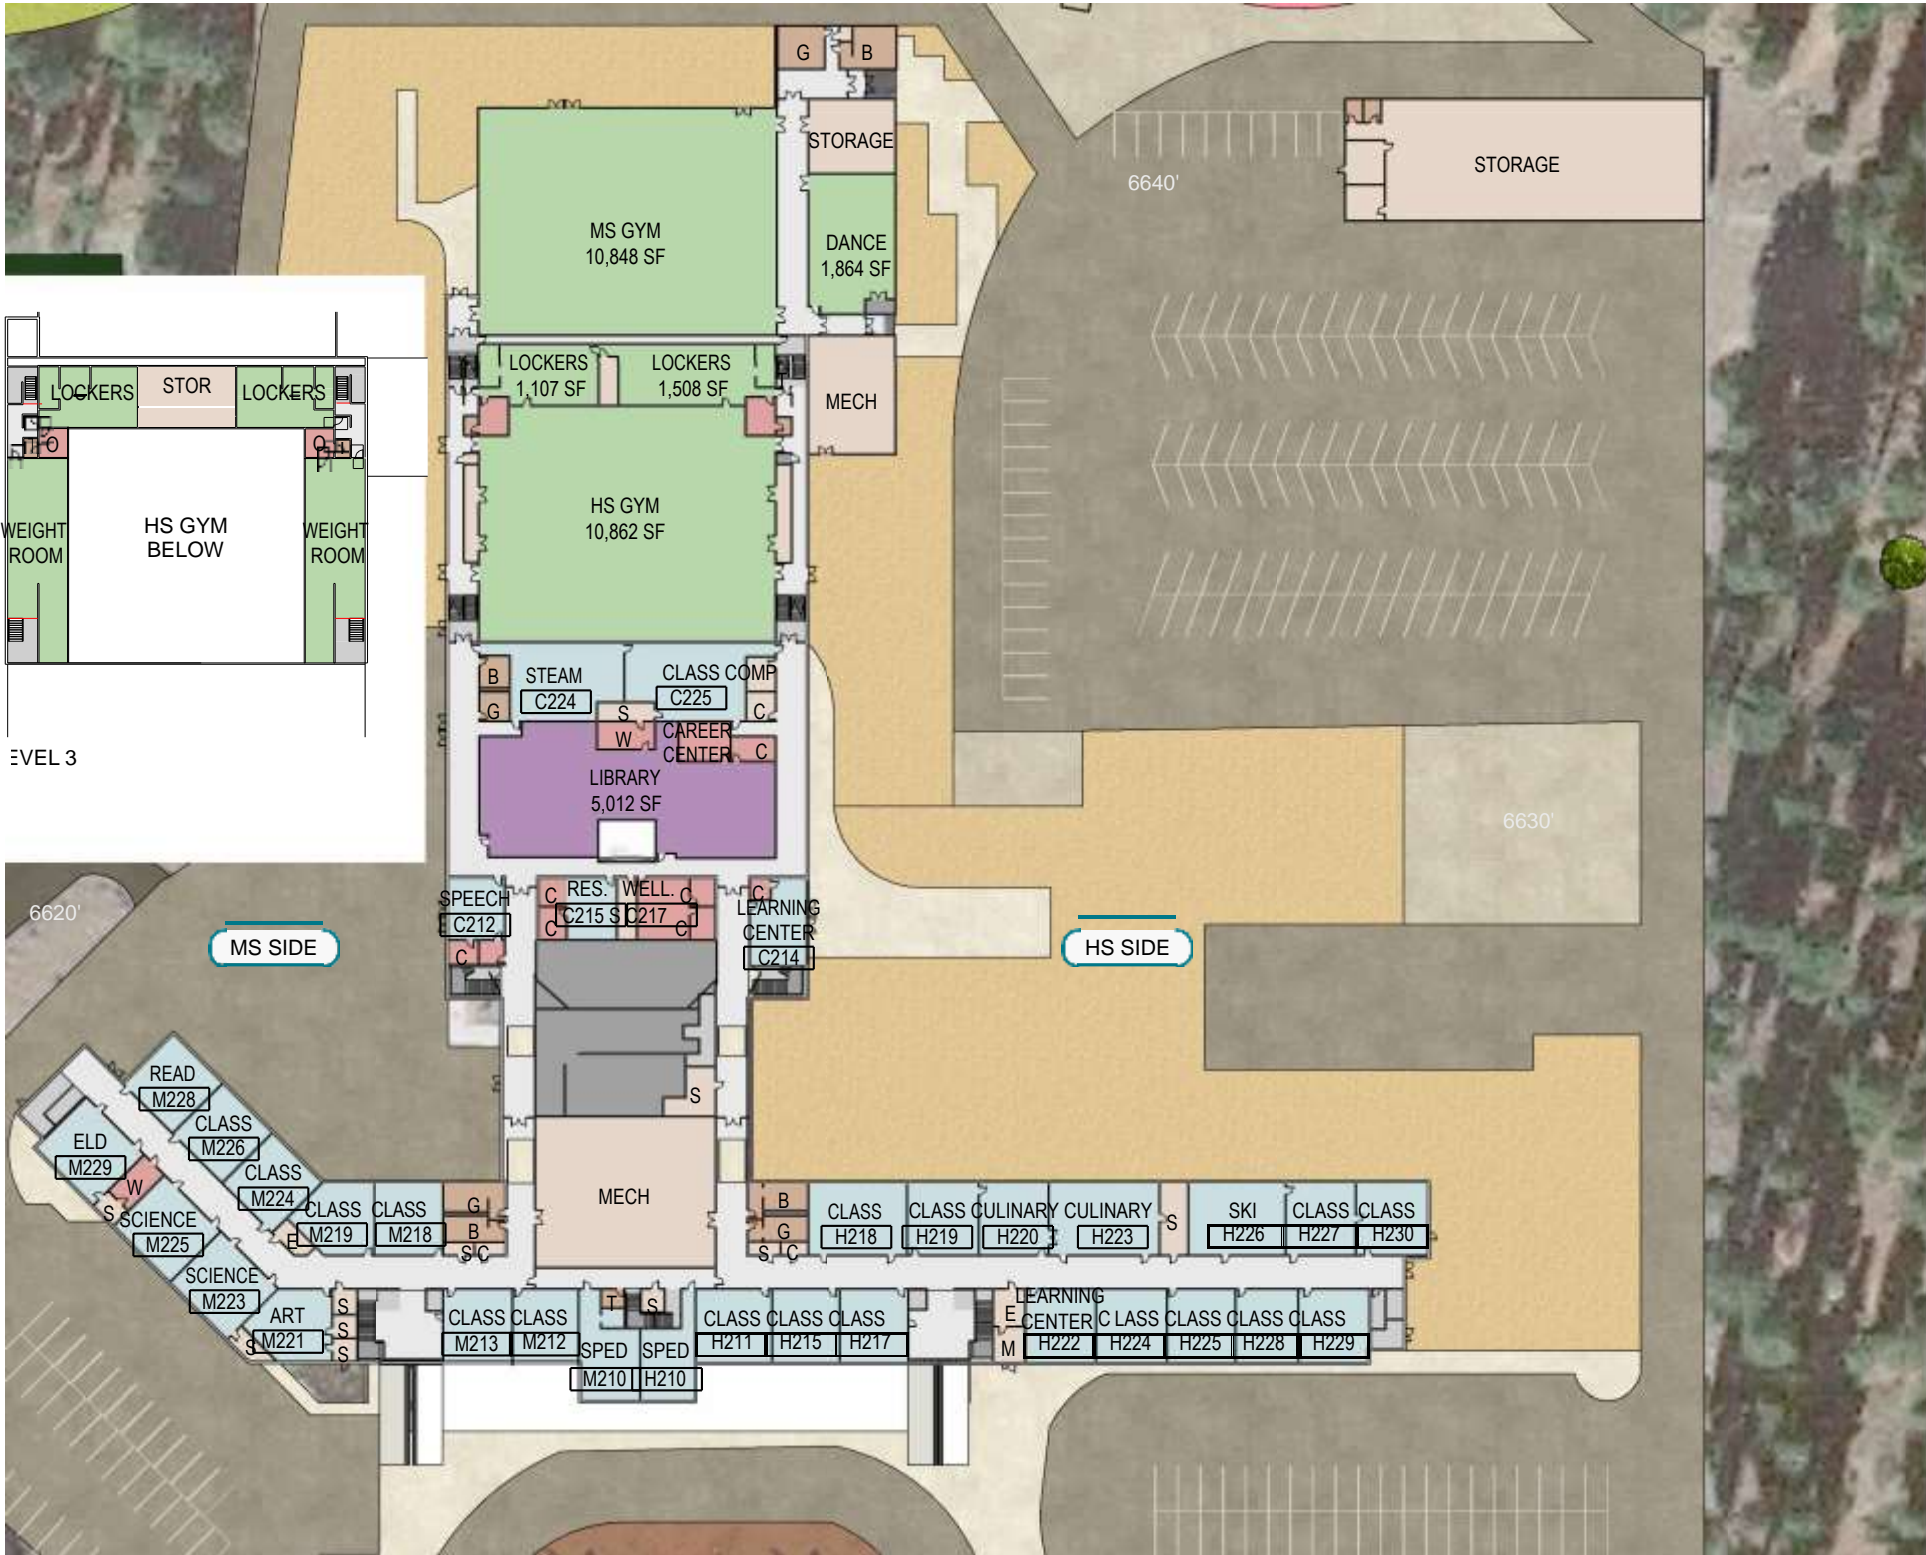 G
B
STORAGE
STORAGE
6640'
MS GYM
10,848 SF
DANCE
1,864 SF
LOCKERS
1,107 SF
LOCKERS
1,508 SF
MECH
LOCKERS
STOR
LOCKERS
O
O
WEIGHT
ROOM
HS GYM
BELOW
WEIGHT
ROOM
HS GYM
10,862 SF
EVEL 3
B
G
STEAM
C224
CLASS COMP
C225
C
S
W
CAREER
CENTER
C
LIBRARY
5,012 SF
6630'
6620'
MS SIDE
HS SIDE
SPEECH
C212
C
C
C
RES.
C215
S
WELL.
C217
C
C
C
LEARNING
CENTER
C214
S
READ
M228
CLASS
M226
ELD
M229
W
S
CLASS
M224
SCIENCE
M225
E
CLASS
M219
CLASS
M218
G
B
S
C
MECH
B
G
S
C
CLASS
H218
CLASS
H219
CULINARY
H220
CULINARY
H223
S
SKI
H226
CLASS
H227
CLASS
H230
SCIENCE
M223
ART
M221
S
S
S
S
CLASS
M213
CLASS
M212
T
S
SPED
M210
SPED
H210
CLASS
H211
CLASS
H215
CLASS
H217
E
M
LEARNING
CENTER
H222
C LASS
H224
CLASS
H225
CLASS
H228
CLASS
H229